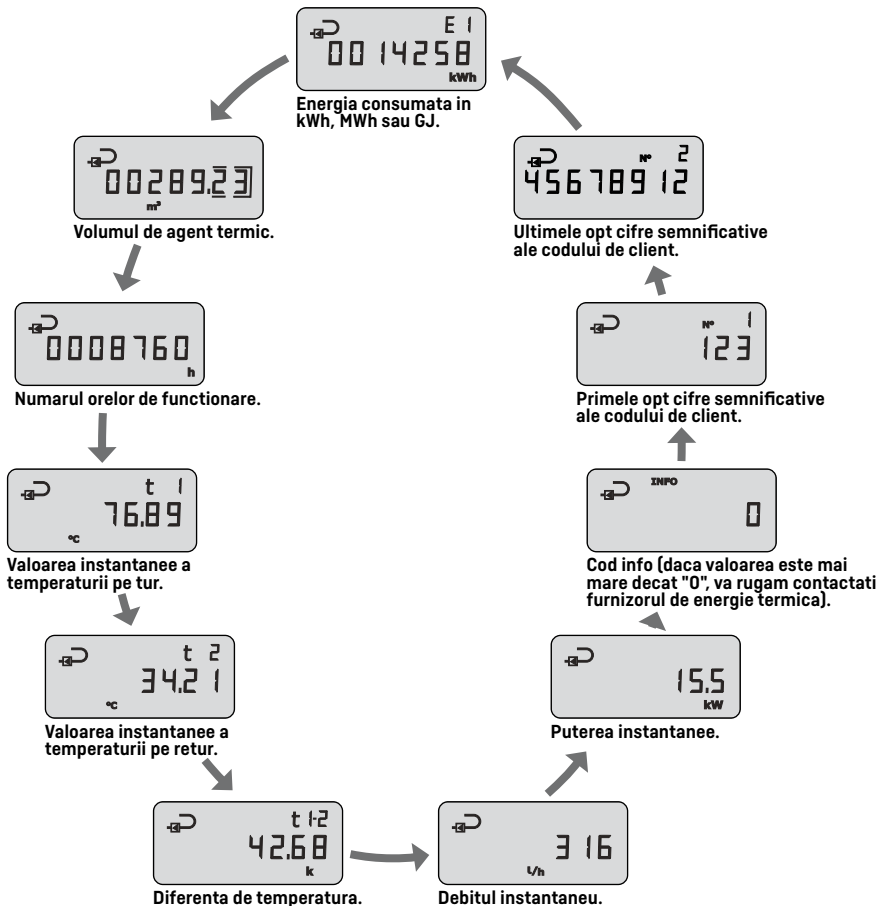 E 1
0014258
kWh
Energia consumata in
kWh, MWh sau GJ.
00289.23
m³
Volumul de agent termic.
0008760
h
Numarul orelor de functionare.
t 1
76.89
°C
Valoarea instantanee a
temperaturii pe tur.
t 2
34.21
°C
Valoarea instantanee a
temperaturii pe retur.
t1-2
42.68
k
Diferenta de temperatura.
316
l/h
Debitul instantaneu.
15.5
kW
Puterea instantanee.
INFO
0
Cod info (daca valoarea este mai
mare decat "0", va rugam contactati
furnizorul de energie termica).
N° 1
123
Primele opt cifre semnificative
ale codului de client.
N° 2
45678912
Ultimele opt cifre semnificative
ale codului de client.